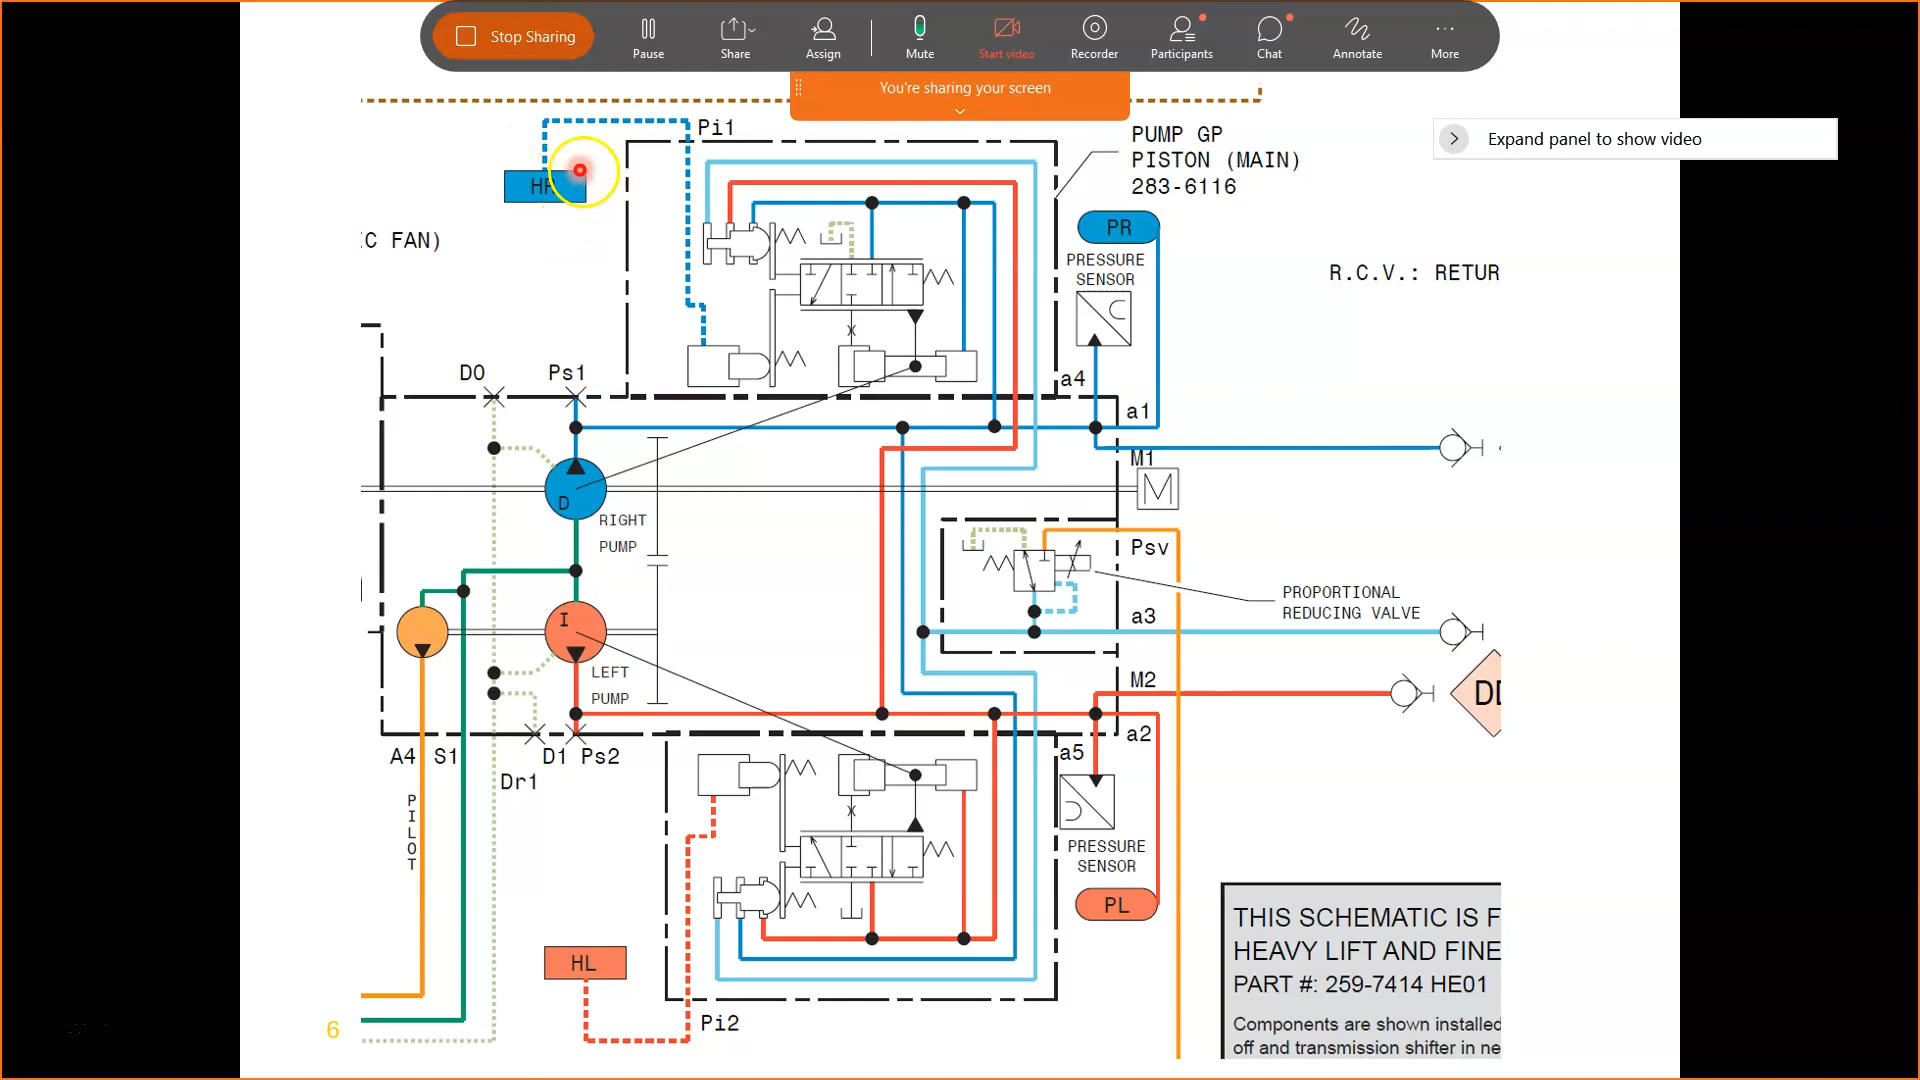 Stop Sharing
Pause
Share
Assign
Mute
Start video
Recorder
Participants
Chat
Annotate
More
You're sharing your screen
Expand panel to show video
Pi1
PUMP GP
PISTON (MAIN)
283-6116
C FAN)
PR
PRESSURE
SENSOR
R.C.V.: RETUR
D0
Ps1
a4
a1
M1
M
D
RIGHT
PUMP
Psv
PROPORTIONAL
REDUCING VALVE
a3
I
LEFT
PUMP
M2
a2
A4
S1
D1
Ps2
Dr1
a5
PILOT
PRESSURE
SENSOR
PL
HL
Pi2
THIS SCHEMATIC IS F
HEAVY LIFT AND FINE
PART #: 259-7414 HE01
Components are shown installed
off and transmission shifter in ne
6